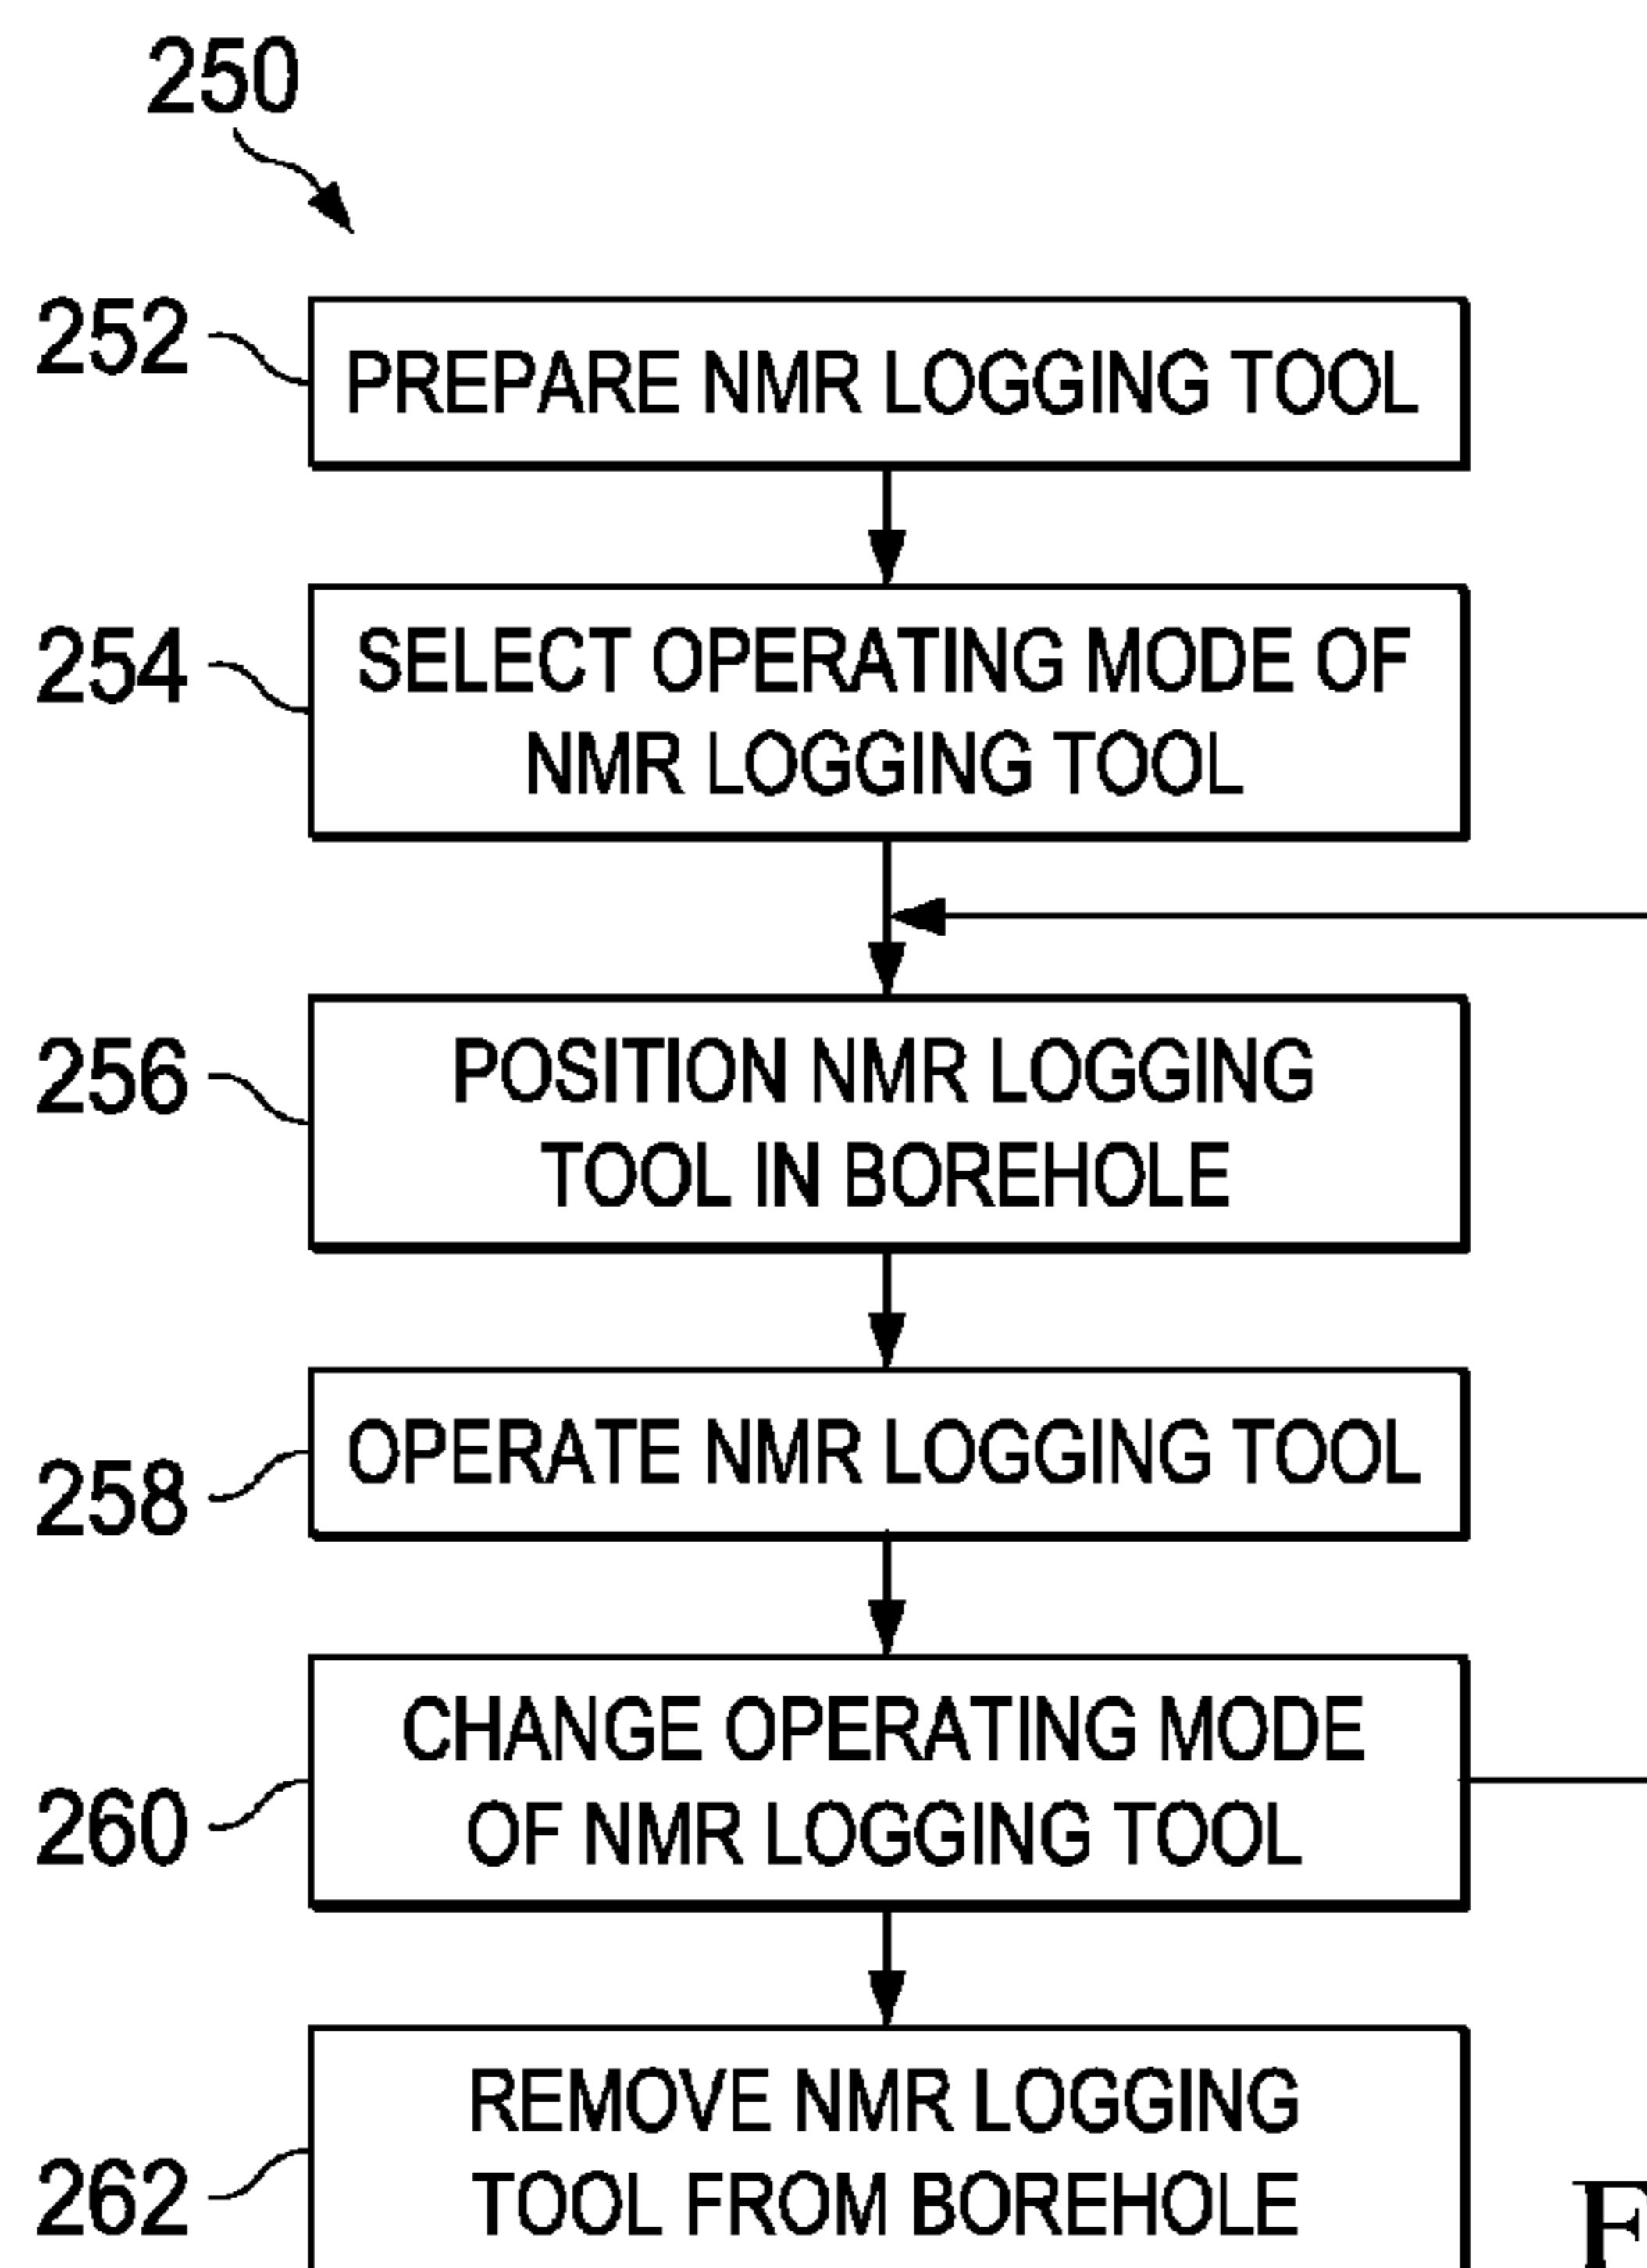 250
252
PREPARE NMR LOGGING TOOL
254
SELECT OPERATING MODE OF
NMR LOGGING TOOL
256
POSITION NMR LOGGING
TOOL IN BOREHOLE
258
OPERATE NMR LOGGING TOOL
260
CHANGE OPERATING MODE
OF NMR LOGGING TOOL
262
REMOVE NMR LOGGING
TOOL FROM BOREHOLE